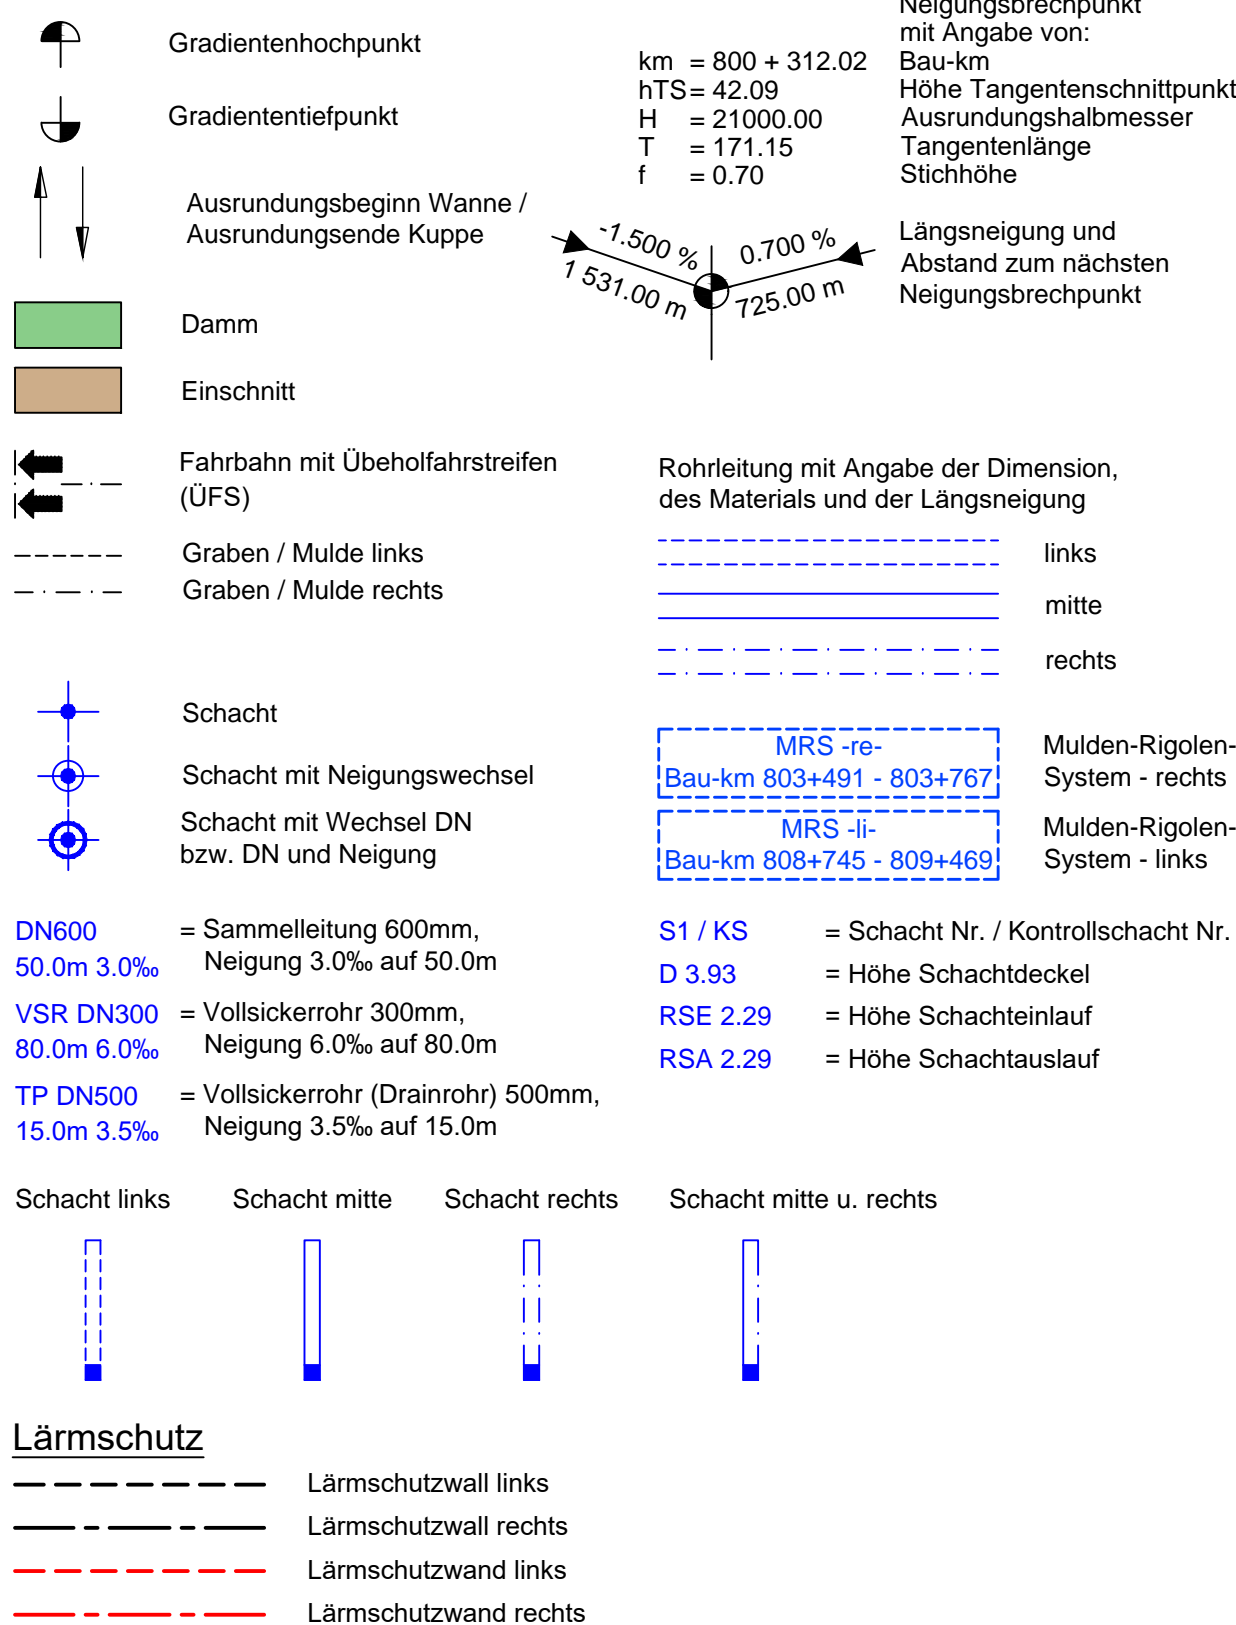 Gradientenhochpunkt
Gradiententiefpunkt
Ausrundungsbeginn Wanne /
Ausrundungsende Kuppe
Damm
Einschnitt
Fahrbahn mit Übeholfahrstreifen
(ÜFS)
Graben / Mulde links
Graben / Mulde rechts
Neigungsbrechpunkt
mit Angabe von:
km = 800 + 312.02 Bau-km
hTS = 42.09 Höhe Tangentenschnittpunkt
H = 21000.00 Ausrundungshalbmesser
T = 171.15 Tangentenlänge
f = 0.70 Stichhöhe
-1.500 %
1 531.00 m
0.700 %
725.00 m
Längsneigung und
Abstand zum nächsten
Neigungsbrechpunkt
Rohrleitung mit Angabe der Dimension,
des Materials und der Längsneigung
links
mitte
rechts
Schacht
Schacht mit Neigungswechsel
Schacht mit Wechsel DN
bzw. DN und Neigung
MRS -re-
Bau-km 803+491 - 803+767
Mulden-Rigolen-
System - rechts
MRS -li-
Bau-km 808+745 - 809+469
Mulden-Rigolen-
System - links
DN600 = Sammelleitung 600mm,
50.0m 3.0‰ Neigung 3.0‰ auf 50.0m
VSR DN300 = Vollsickerrohr 300mm,
80.0m 6.0‰ Neigung 6.0‰ auf 80.0m
TP DN500 = Vollsickerrohr (Drainrohr) 500mm,
15.0m 3.5‰ Neigung 3.5‰ auf 15.0m
S1 / KS = Schacht Nr. / Kontrollschacht Nr.
D 3.93 = Höhe Schachtdeckel
RSE 2.29 = Höhe Schachteinlauf
RSA 2.29 = Höhe Schachtauslauf
Schacht links
Schacht mitte
Schacht rechts
Schacht mitte u. rechts
Lärmschutz
Lärmschutzwall links
Lärmschutzwall rechts
Lärmschutzwand links
Lärmschutzwand rechts